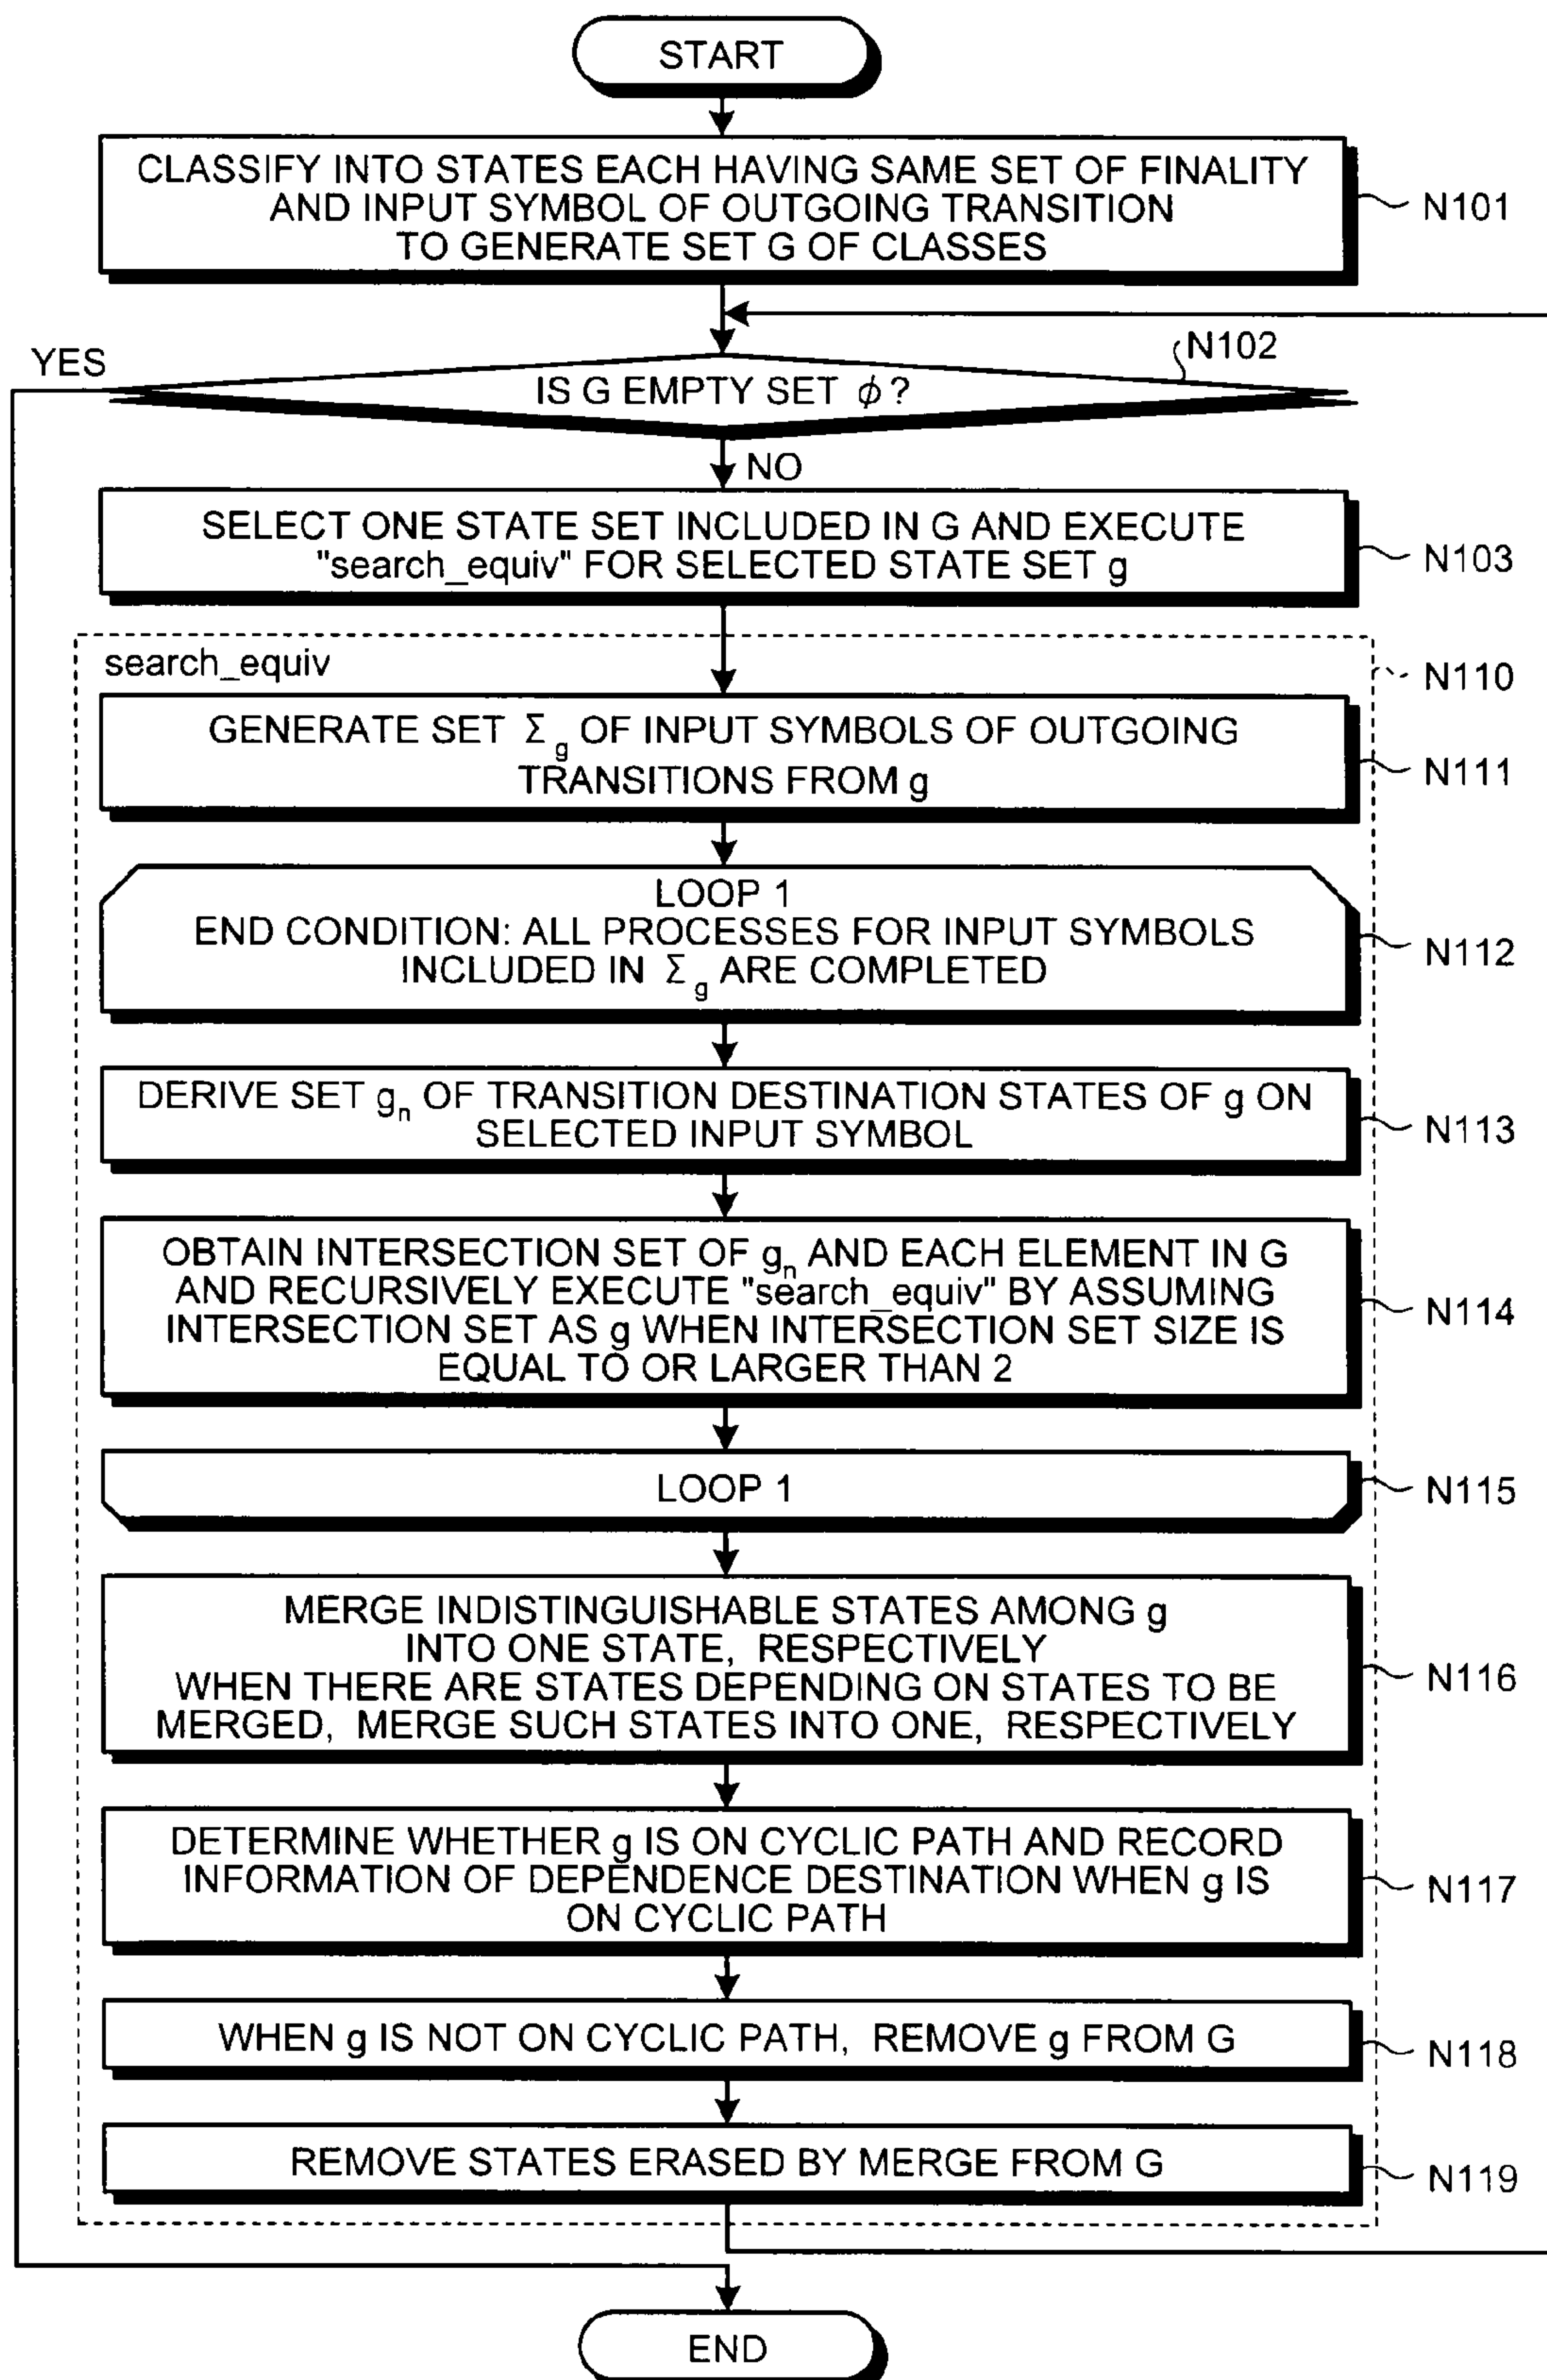 START
CLASSIFY INTO STATES EACH HAVING SAME SET OF FINALITY
AND INPUT SYMBOL OF OUTGOING TRANSITION
TO GENERATE SET G OF CLASSES
N101
YES
N102
IS G EMPTY SET ϕ?
NO
SELECT ONE STATE SET INCLUDED IN G AND EXECUTE
"search_equiv" FOR SELECTED STATE SET g
N103
search_equiv
N110
GENERATE SET Σg OF INPUT SYMBOLS OF OUTGOING
TRANSITIONS FROM g
N111
LOOP 1
END CONDITION: ALL PROCESSES FOR INPUT SYMBOLS
INCLUDED IN Σg ARE COMPLETED
N112
DERIVE SET gn OF TRANSITION DESTINATION STATES OF g ON
SELECTED INPUT SYMBOL
N113
OBTAIN INTERSECTION SET OF gn AND EACH ELEMENT IN G
AND RECURSIVELY EXECUTE "search_equiv" BY ASSUMING
INTERSECTION SET AS g WHEN INTERSECTION SET SIZE IS
EQUAL TO OR LARGER THAN 2
N114
LOOP 1
N115
MERGE INDISTINGUISHABLE STATES AMONG g
INTO ONE STATE, RESPECTIVELY
WHEN THERE ARE STATES DEPENDING ON STATES TO BE
MERGED, MERGE SUCH STATES INTO ONE, RESPECTIVELY
N116
DETERMINE WHETHER g IS ON CYCLIC PATH AND RECORD
INFORMATION OF DEPENDENCE DESTINATION WHEN g IS
ON CYCLIC PATH
N117
WHEN g IS NOT ON CYCLIC PATH, REMOVE g FROM G
N118
REMOVE STATES ERASED BY MERGE FROM G
N119
END